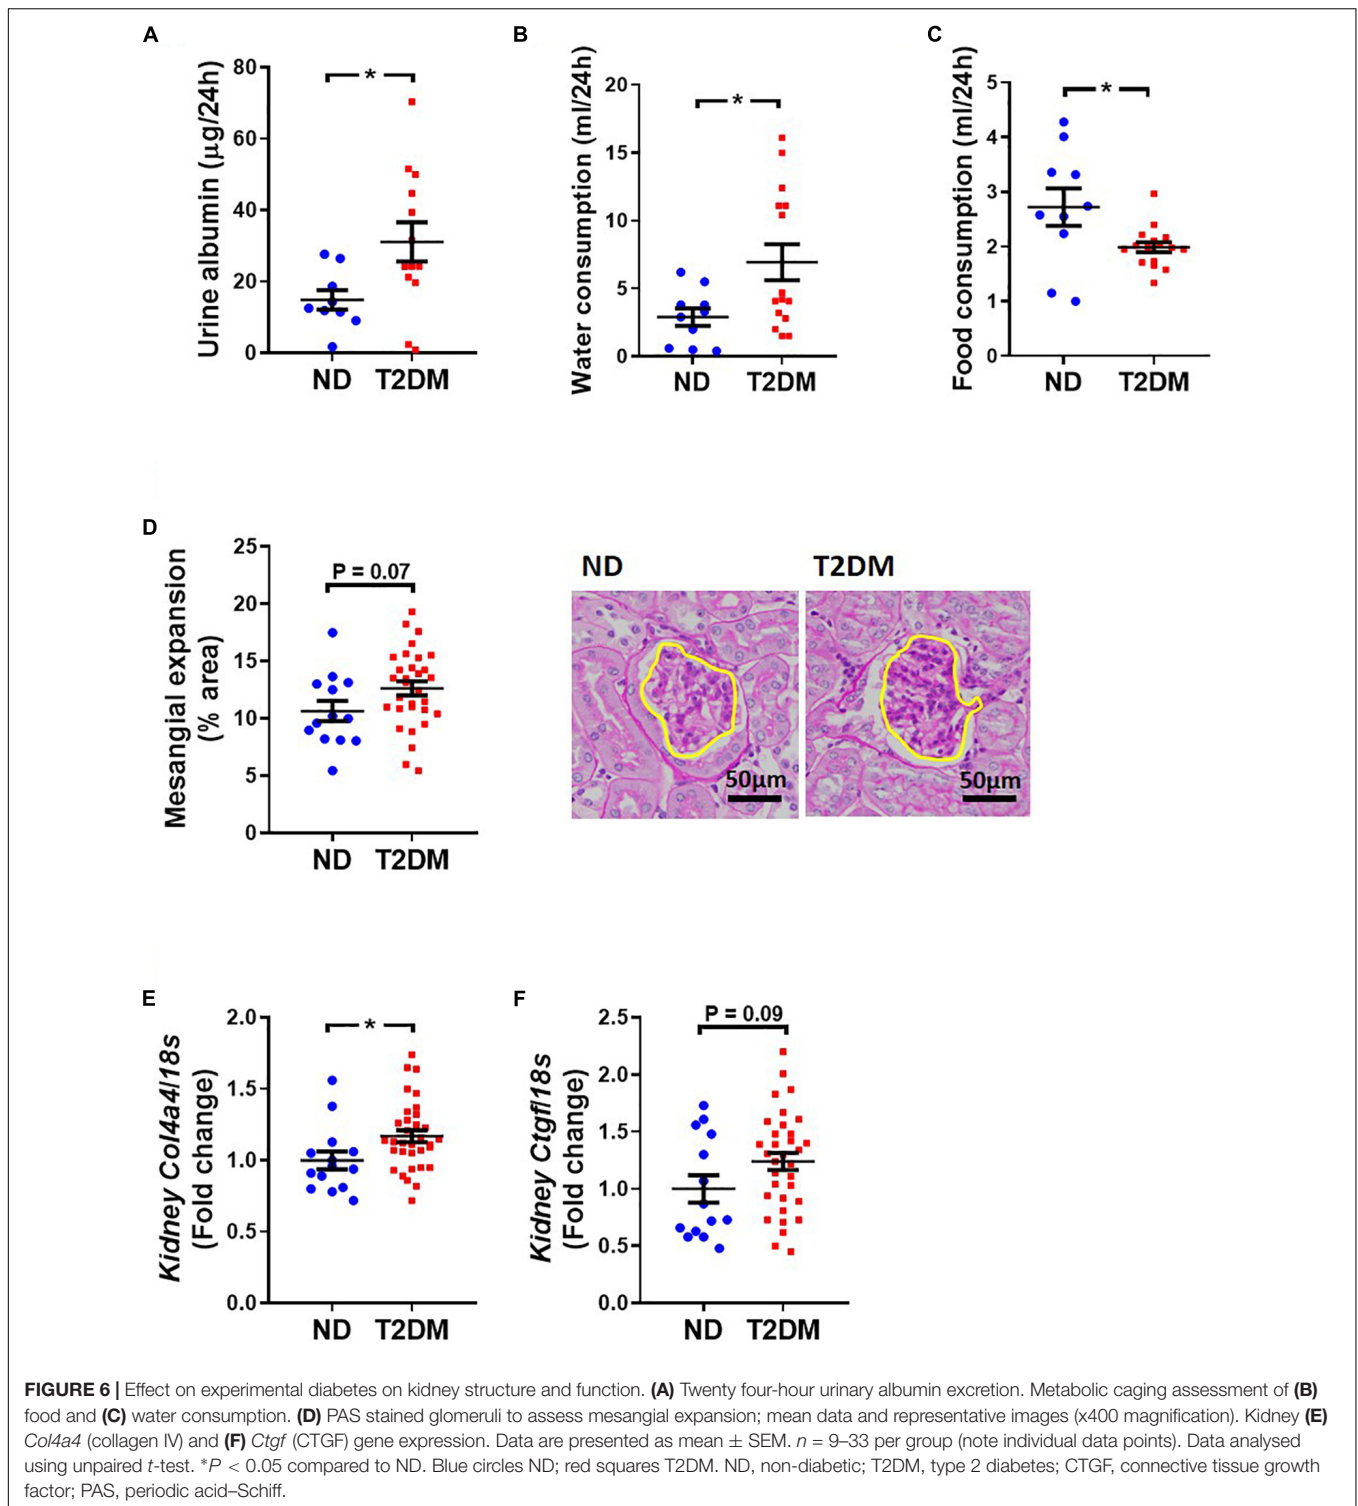 A
Urine albumin (µg/24h)
80
60
40
20
0
*
ND T2DM
B
Water consumption (ml/24h)
20
15
10
5
0
*
ND T2DM
C
Food consumption (ml/24h)
5
4
3
2
1
0
*
ND T2DM
D
Mesangial expansion
(% area)
25
20
15
10
5
0
P = 0.07
ND T2DM
ND
50µm
T2DM
50µm
E
Kidney Col4a4/18s
(Fold change)
2.0
1.5
1.0
0.5
0.0
*
ND T2DM
F
Kidney Ctgf/18s
(Fold change)
2.5
2.0
1.5
1.0
0.5
0.0
P = 0.09
ND T2DM
FIGURE 6 | Effect on experimental diabetes on kidney structure and function. (A) Twenty four-hour urinary albumin excretion. Metabolic caging assessment of (B)
food and (C) water consumption. (D) PAS stained glomeruli to assess mesangial expansion; mean data and representative images (x400 magnification). Kidney (E)
Col4a4 (collagen IV) and (F) Ctgf (CTGF) gene expression. Data are presented as mean ± SEM. n = 9–33 per group (note individual data points). Data analysed
using unpaired t-test. *P < 0.05 compared to ND. Blue circles ND; red squares T2DM. ND, non-diabetic; T2DM, type 2 diabetes; CTGF, connective tissue growth
factor; PAS, periodic acid–Schiff.